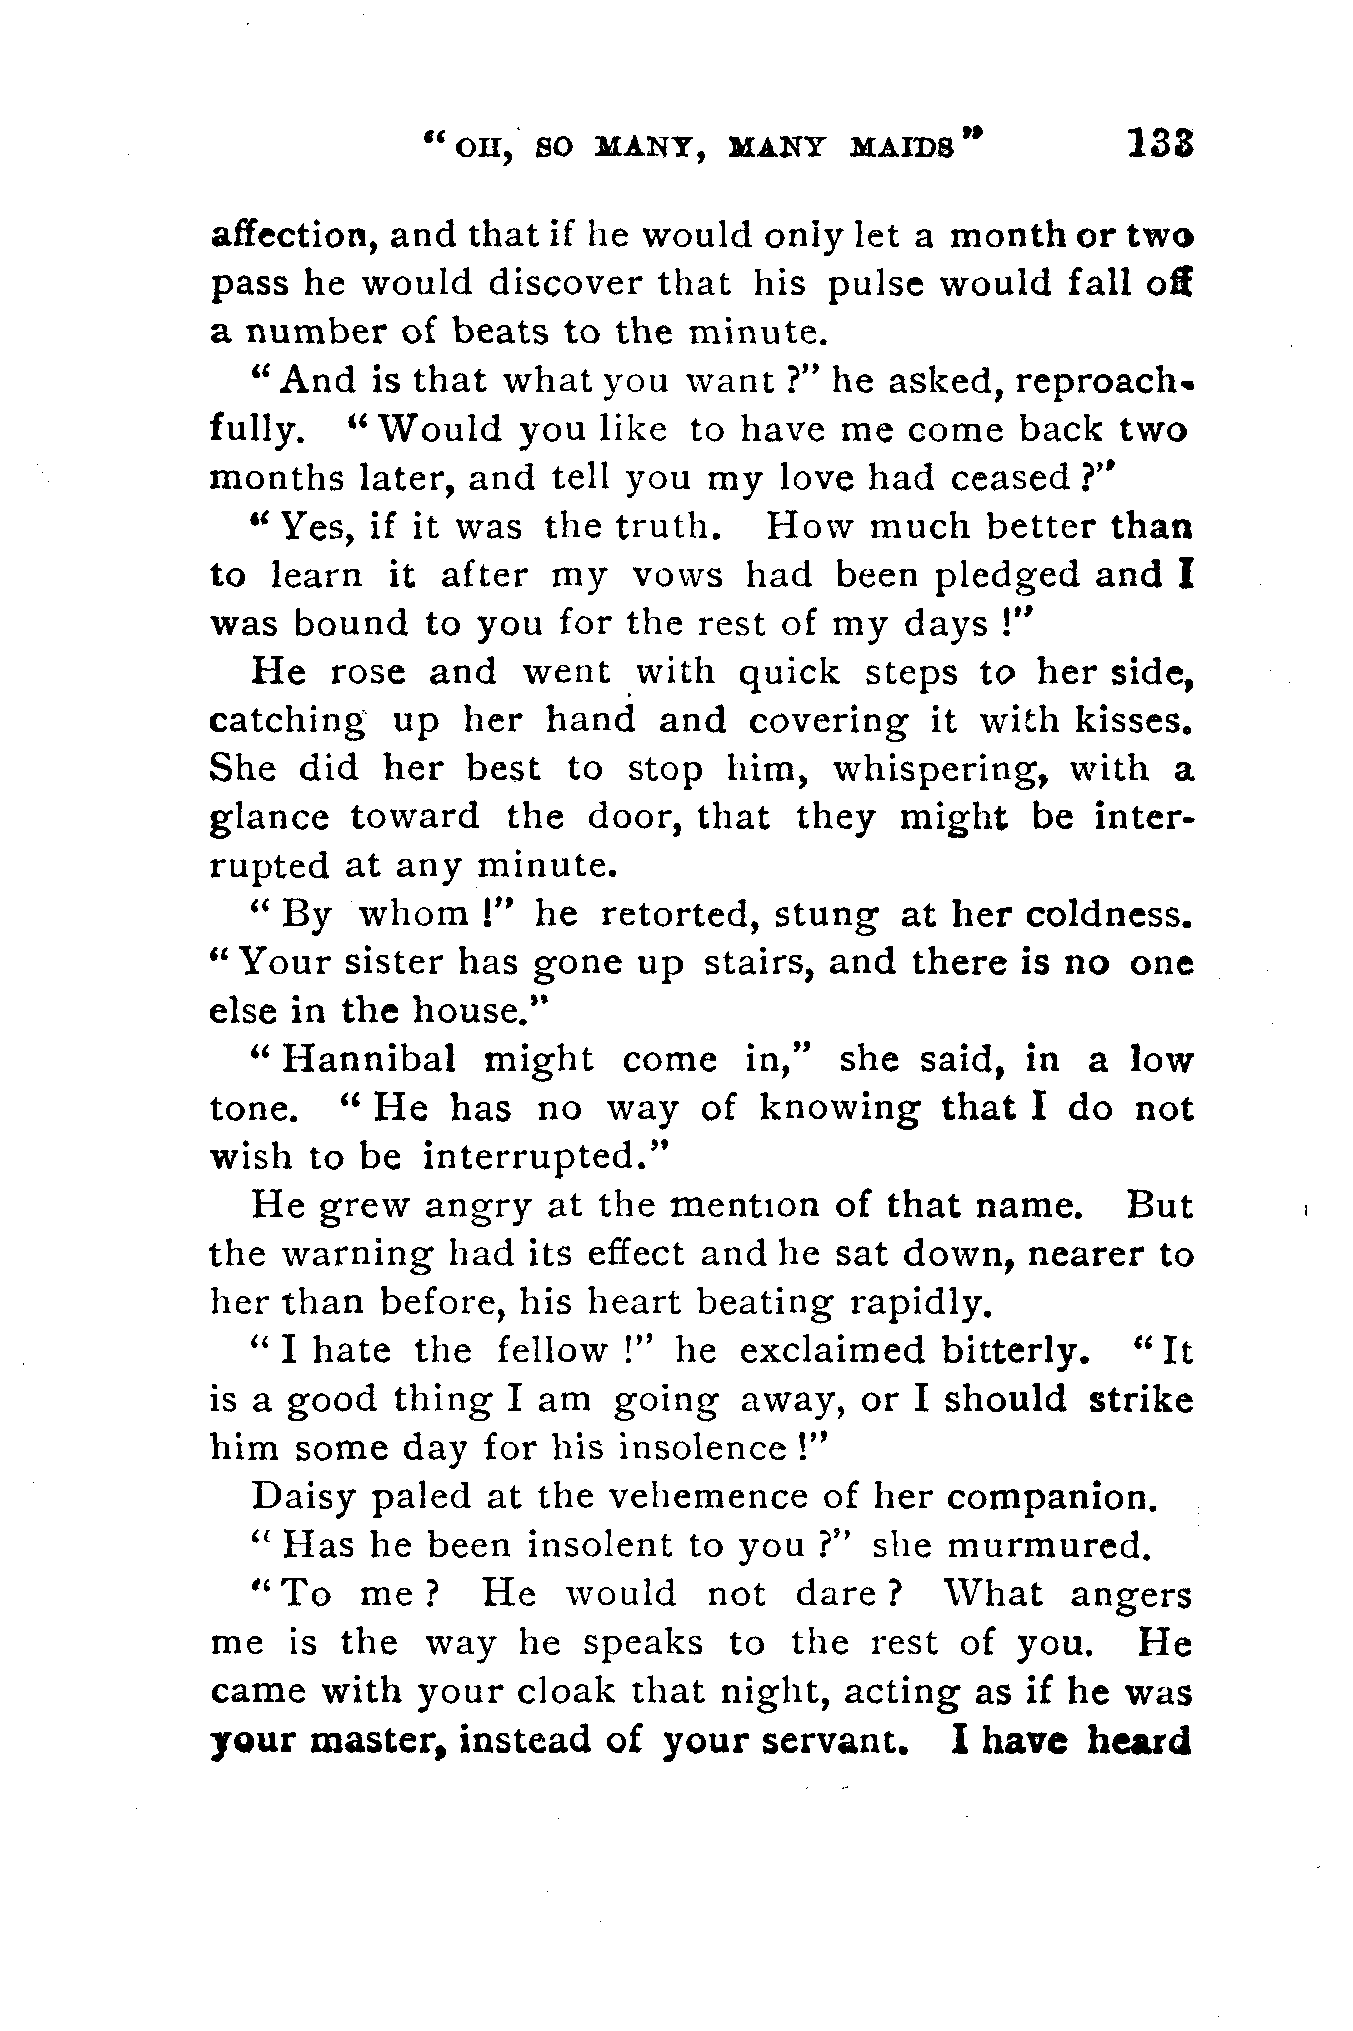 “ OH, SO MANY, MANY MAIDS ” 133
affection, and that if he would only let a month or two
pass he would discover that his pulse would fall off
a number of beats to the minute.
“ And is that what you want ?” he asked, reproach-
fully. “ Would you like to have me come back two
months later, and tell you my love had ceased ?”
“ Yes, if it was the truth. How much better than
to learn it after my vows had been pledged and I
was bound to you for the rest of my days !”
He rose and went with quick steps to her side,
catching up her hand and covering it with kisses.
She did her best to stop him, whispering, with a
glance toward the door, that they might be inter-
rupted at any minute.
“ By whom !” he retorted, stung at her coldness.
“ Your sister has gone up stairs, and there is no one
else in the house.”
“ Hannibal might come in,” she said, in a low
tone. “ He has no way of knowing that I do not
wish to be interrupted.”
He grew angry at the mention of that name. But
the warning had its effect and he sat down, nearer to
her than before, his heart beating rapidly.
“ I hate the fellow !” he exclaimed bitterly. “ It
is a good thing I am going away, or I should strike
him some day for his insolence !”
Daisy paled at the vehemence of her companion.
“ Has he been insolent to you ?” she murmured.
“ To me ? He would not dare ? What angers
me is the way he speaks to the rest of you. He
came with your cloak that night, acting as if he was
your master, instead of your servant. I have heard